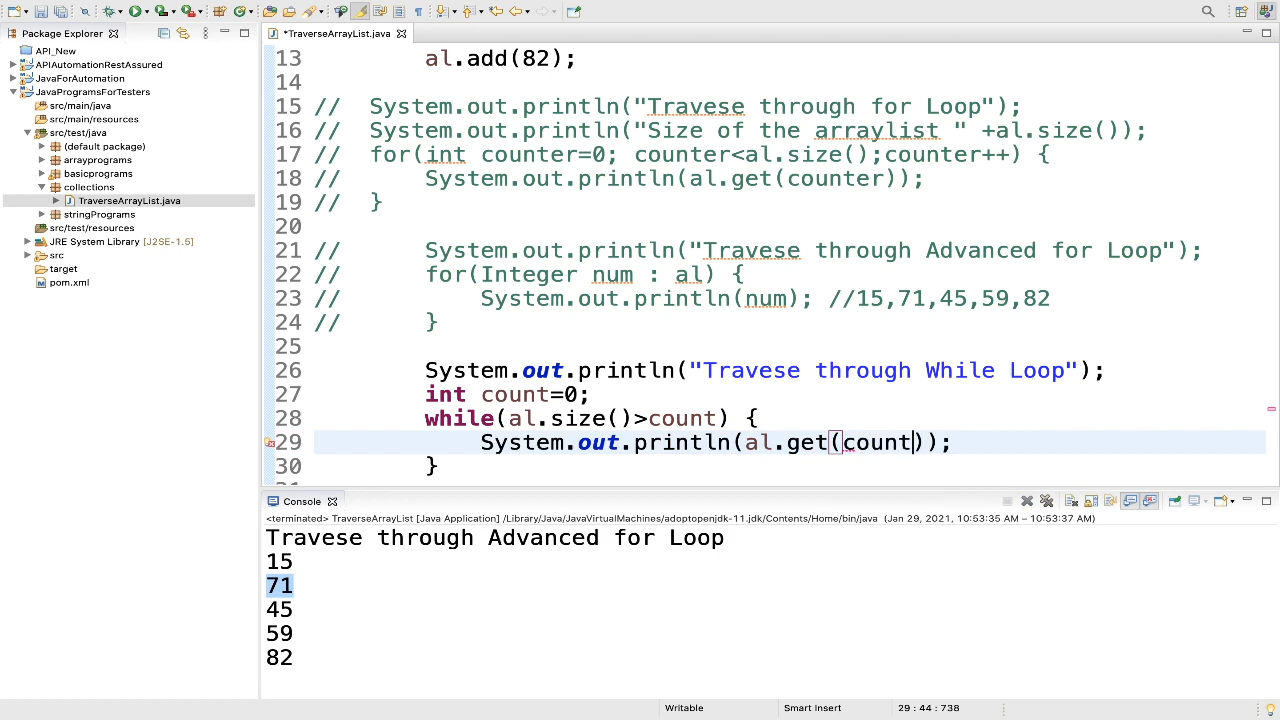 Package Explorer
API_New
APIAutomationRestAssured
JavaForAutomation
JavaProgramsForTesters
src/main/java
src/main/resources
src/test/java
(default package)
arrayprograms
basicprograms
collections
TraverseArrayList.java
stringPrograms
src/test/resources
JRE System Library [J2SE-1.5]
src
target
pom.xml
*TraverseArrayList.java
13 al.add(82);
14
15 // System.out.println("Travese through for Loop");
16 // System.out.println("Size of the arraylist " +al.size());
17 // for(int counter=0; counter<al.size();counter++) {
18 // System.out.println(al.get(counter));
19 // }
20
21 // System.out.println("Travese through Advanced for Loop");
22 // for(Integer num : al) {
23 // System.out.println(num); //15,71,45,59,82
24 // }
25
26 System.out.println("Travese through While Loop");
27 int count=0;
28 while(al.size()>count) {
29 System.out.println(al.get(count));
30 }
Console
<terminated> TraverseArrayList [Java Application] /Library/Java/JavaVirtualMachines/adoptopenjdk-11.jdk/Contents/Home/bin/java (Jan 29, 2021, 10:53:35 AM – 10:53:37 AM)
Travese through Advanced for Loop
15
71
45
59
82
Writable
Smart Insert
29 : 44 : 738